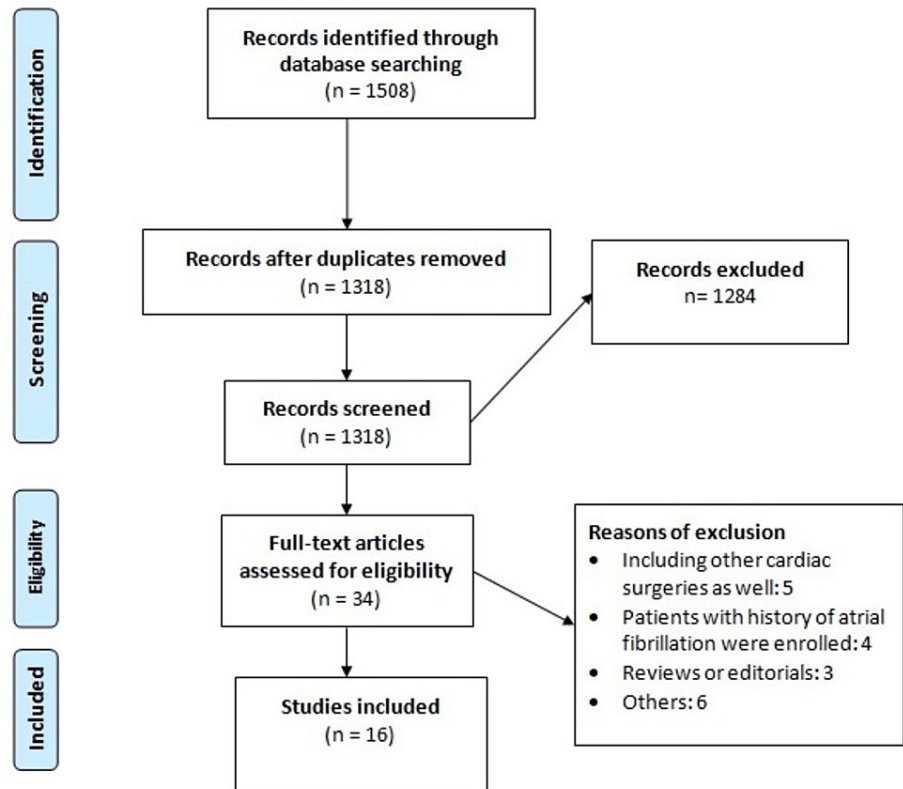 Identification
Records identified through
database searching
(n = 1508)
Screening
Records after duplicates removed
(n = 1318)
Records excluded
n= 1284
Records screened
(n = 1318)
Eligibility
Full-text articles
assessed for eligibility
(n = 34)
Reasons of exclusion
• Including other cardiac
surgeries as well: 5
• Patients with history of atrial
fibrillation were enrolled: 4
• Reviews or editorials: 3
• Others: 6
Included
Studies included
(n = 16)